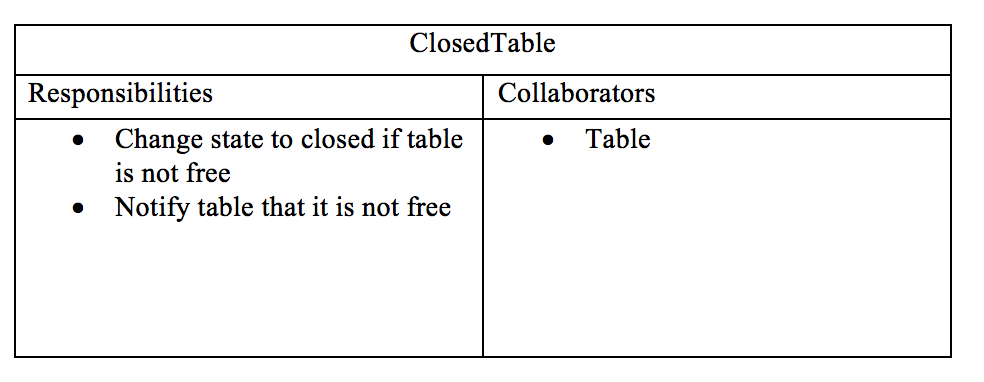 ClosedTable
Responsibilities
Collaborators
• Change state to closed if table
is not free
• Notify table that it is not free
• Table